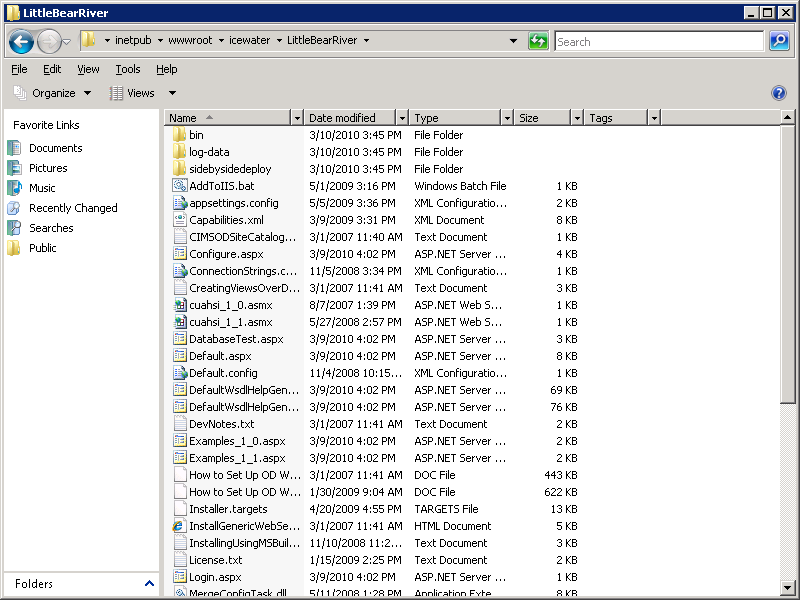 LittleBearRiver
inetpub wwwroot icewater LittleBearRiver Search
File Edit View Tools Help
Organize Views
Favorite Links
Documents
Pictures
Music
Recently Changed
Searches
Public
Folders
Name Date modified Type Size Tags
bin 3/10/2010 3:45 PM File Folder
log-data 3/10/2010 3:45 PM File Folder
sidebysidedeploy 3/10/2010 3:45 PM File Folder
AddToIIS.bat 5/1/2009 3:16 PM Windows Batch File 1 KB
appsettings.config 5/5/2009 3:36 PM XML Configuratio... 2 KB
Capabilities.xml 3/9/2009 3:31 PM XML Document 8 KB
CIMSODSiteCatalog... 3/1/2007 11:40 AM Text Document 1 KB
Configure.aspx 3/9/2010 4:02 PM ASP.NET Server ... 4 KB
ConnectionStrings.c... 11/5/2008 3:34 PM XML Configuratio... 1 KB
CreatingViewsOverD... 3/1/2007 11:41 AM Text Document 3 KB
cuahsi_1_0.asmx 8/7/2007 1:39 PM ASP.NET Web S... 1 KB
cuahsi_1_1.asmx 5/27/2008 2:57 PM ASP.NET Web S... 1 KB
DatabaseTest.aspx 3/9/2010 4:02 PM ASP.NET Server ... 3 KB
Default.aspx 3/9/2010 4:02 PM ASP.NET Server ... 8 KB
Default.config 11/4/2008 10:15... XML Configuratio... 1 KB
DefaultWsdlHelpGen... 3/9/2010 4:02 PM ASP.NET Server ... 69 KB
DefaultWsdlHelpGen... 3/9/2010 4:02 PM ASP.NET Server ... 76 KB
DevNotes.txt 3/1/2007 11:41 AM Text Document 2 KB
Examples_1_0.aspx 3/9/2010 4:02 PM ASP.NET Server ... 2 KB
Examples_1_1.aspx 3/9/2010 4:02 PM ASP.NET Server ... 2 KB
How to Set Up OD W... 3/1/2007 11:41 AM DOC File 443 KB
How to Set Up OD W... 1/30/2009 9:04 AM DOC File 622 KB
Installer.targets 4/20/2009 4:55 PM TARGETS File 13 KB
InstallGenericWebSe... 3/1/2007 11:41 AM HTML Document 5 KB
InstallingUsingMSBuil... 11/10/2008 11:2... Text Document 3 KB
License.txt 1/15/2009 2:25 PM Text Document 2 KB
Login.aspx 3/9/2010 4:02 PM ASP.NET Server ... 2 KB
MergeConfigTask.dll 5/11/2008 1:28 PM Application Exte... 8 KB